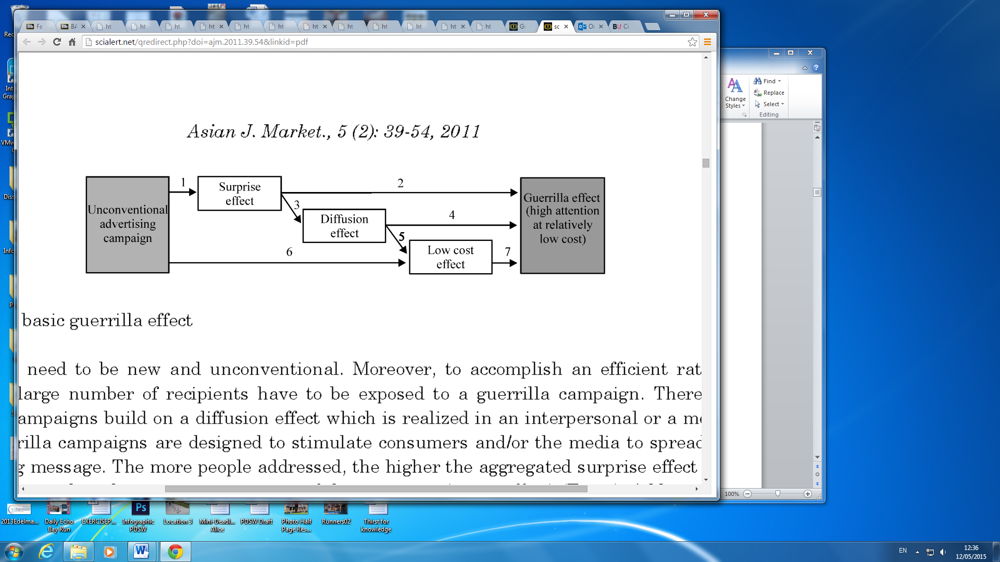 Fa
BA
ht
ht
ht
ht
ht
ht
ht
ht
ht
ht
ht
ht
Gu
sc
Ou
BU Ci
scialert.net/qredirect.php?doi=ajm.2011.39.54&linkid=pdf
Asian J. Market., 5 (2): 39-54, 2011
Unconventional
advertising
campaign
1
Surprise
effect
2
3
Diffusion
effect
4
5
6
Low cost
effect
7
Guerrilla effect
(high attention
at relatively
low cost)
basic guerrilla effect
need to be new and unconventional. Moreover, to accomplish an efficient rat
large number of recipients have to be exposed to a guerrilla campaign. There
ampaigns build on a diffusion effect which is realized in an interpersonal or a me
rilla campaigns are designed to stimulate consumers and/or the media to spread
g message. The more people addressed, the higher the aggregated surprise effect
Find
Replace
Select
Change
Styles
Editing
100%
Rec
Int
Gra
VMw
Diss
Info
P
S
2013Edelma...
Daily Echo
Bay Run
EXERCISEP...
Infographic
PDSW
Location 3
Mini-Deadl...
Alice
PDSW Draft
Photo Half
Page Res...
Runners02
Thirst for
knowledge
Ps
EN
12:36
12/05/2015